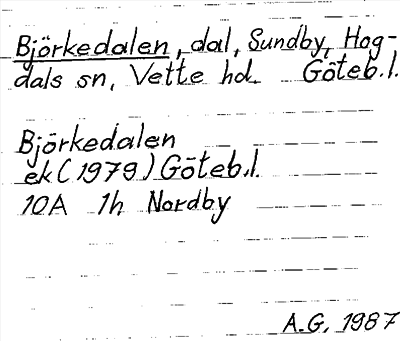 Björkedalen, dal, Sundby, Hog-
dals sn, Vette hd. Göteb.l.
Björkedalen
ek (1979) Göteb.l.
10A 1h Nordby
A.G. 1987